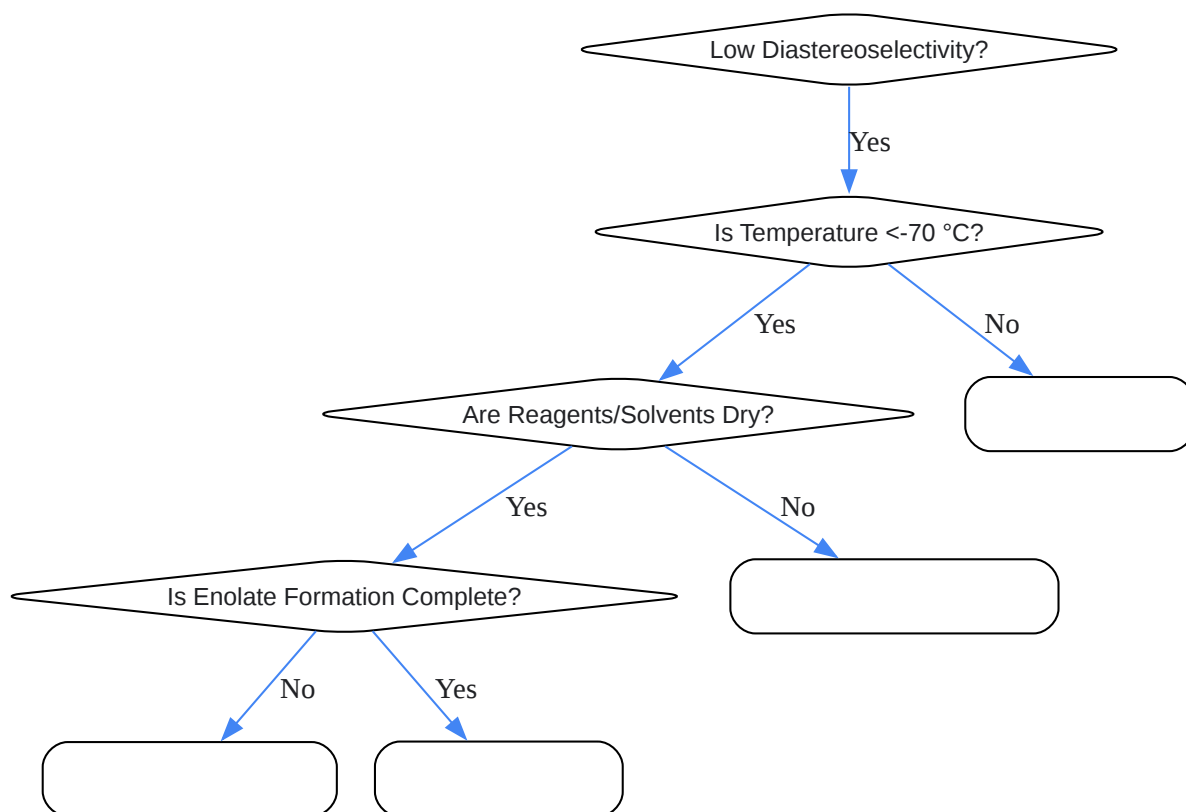 Low Diastereoselectivity?
Yes
Is Temperature <-70 °C?
Yes
No
Are Reagents/Solvents Dry?
Yes
No
Is Enolate Formation Complete?
No
Yes